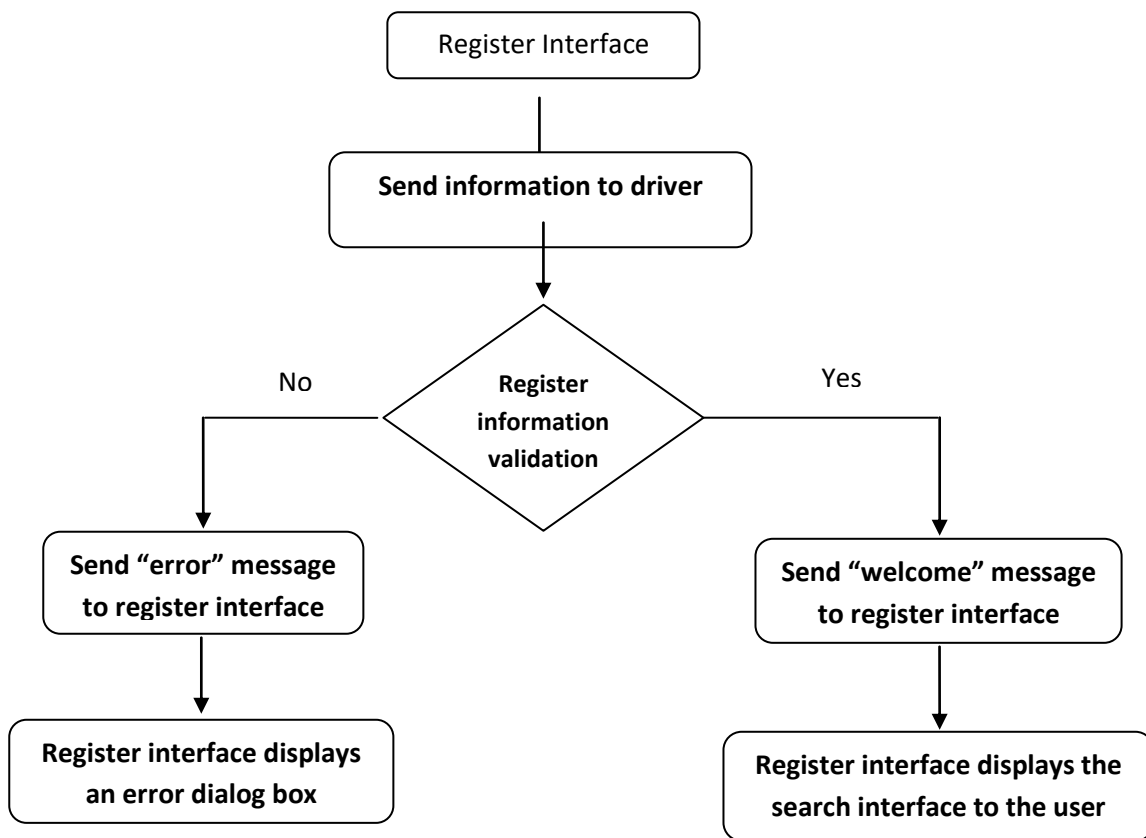 Register Interface
Send information to driver
No
Yes
Register
information
validation
Send “error” message
to register interface
Send “welcome” message
to register interface
Register interface displays
an error dialog box
Register interface displays the
search interface to the user